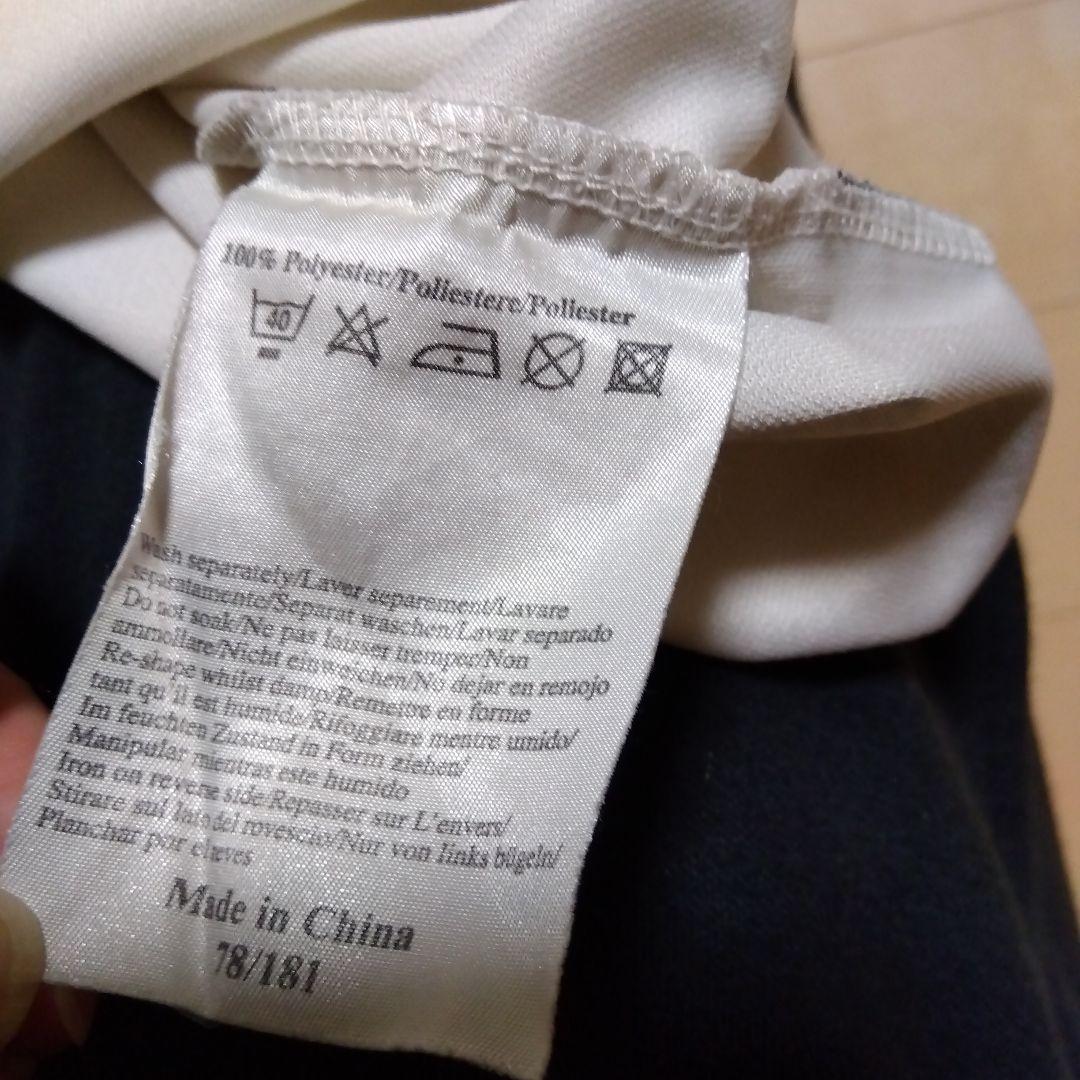 100% Polyester/Poliestere/Poliester
40
Wash separately/Laver separement/Lavare
separatamente/Separat waschen/Lavar separado
Do not soak/Ne pas laisser tremper/Non
ammollare/Nicht einweichen/No dejar en remojo
Re-shape whilst damp/Remetre en forme
tant qu'il est humide/Rifoggiare mentre umido/
Im feuchten Zustand in Form ziehen/
Manipular mientras este humido
Iron on reverse side/Repasser sur L'envers/
Stirare sul lato del rovescio/Nur von links bügeln/
Planchar por
Made in China
78/181